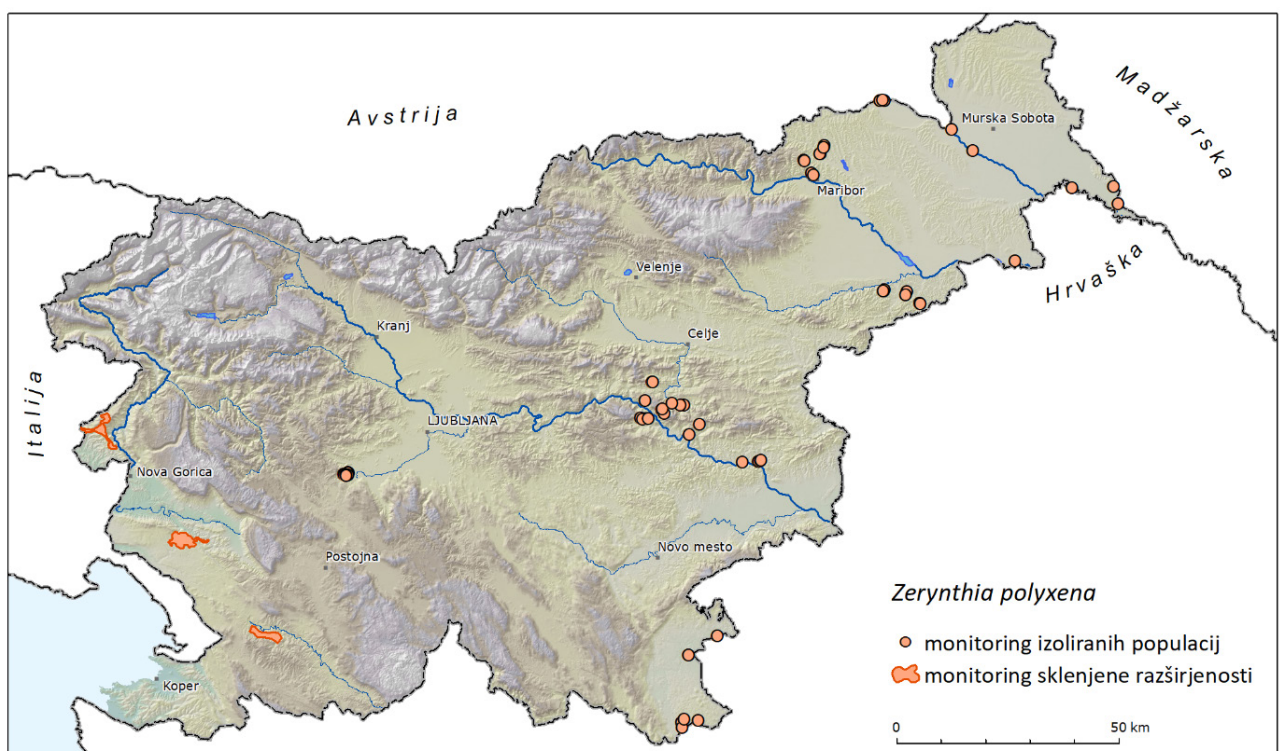 Avstrija
Madžarska
Murska Sobota
Maribor
Velenje
Hrvaška
Kranj
Celje
Italija
LJUBLJANA
Nova Gorica
Postojna
Novo mesto
Koper
Zerynthia polyxena
monitoring izoliranih populacij
monitoring sklenjene razširjenosti
0 50 km